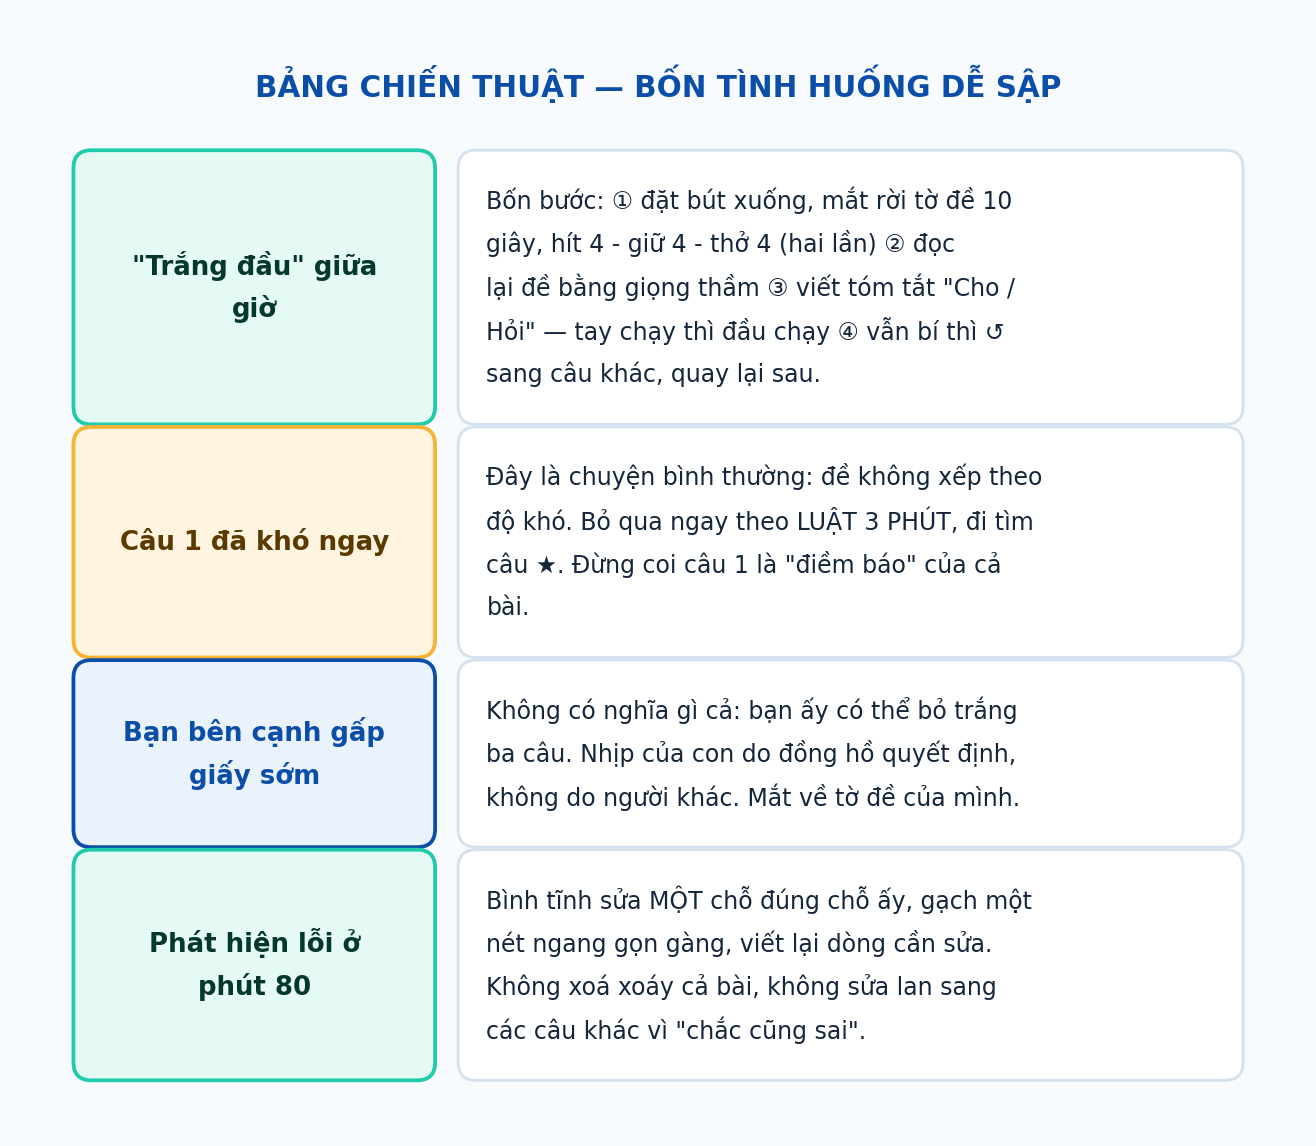 BẢNG CHIẾN THUẬT — BỐN TÌNH HUỐNG DỄ SẬP
"Trắng đầu" giữa
giờ
Bốn bước: ① đặt bút xuống, mắt rời tờ đề 10
giây, hít 4 - giữ 4 - thở 4 (hai lần) ② đọc
lại đề bằng giọng thầm ③ viết tóm tắt "Cho /
Hỏi" — tay chạy thì đầu chạy ④ vẫn bí thì ↺
sang câu khác, quay lại sau.
Câu 1 đã khó ngay
Đây là chuyện bình thường: đề không xếp theo
độ khó. Bỏ qua ngay theo LUẬT 3 PHÚT, đi tìm
câu ★. Đừng coi câu 1 là "điềm báo" của cả
bài.
Bạn bên cạnh gấp
giấy sớm
Không có nghĩa gì cả: bạn ấy có thể bỏ trắng
ba câu. Nhịp của con do đồng hồ quyết định,
không do người khác. Mắt về tờ đề của mình.
Phát hiện lỗi ở
phút 80
Bình tĩnh sửa MỘT chỗ đúng chỗ ấy, gạch một
nét ngang gọn gàng, viết lại dòng cần sửa.
Không xoá xoáy cả bài, không sửa lan sang
các câu khác vì "chắc cũng sai".